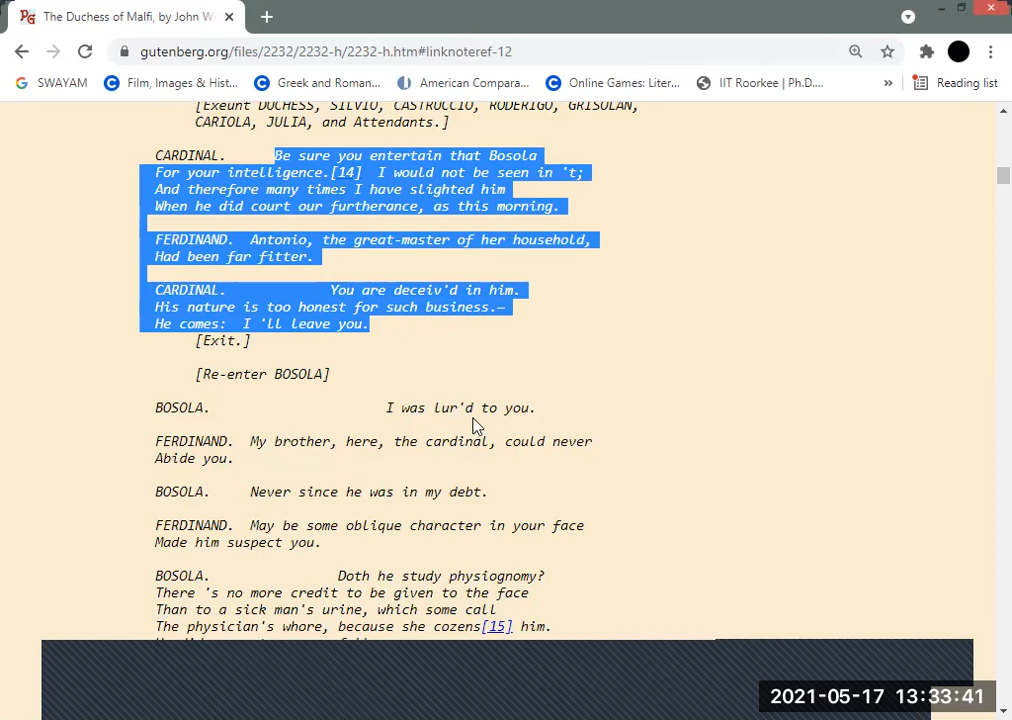 The Duchess of Malfi, by John W
gutenberg.org/files/2232/2232-h/2232-h.htm#linknoteref-12
SWAYAM
Film, Images & Hist...
Greek and Roman...
American Compara...
Online Games: Liter...
IIT Roorkee | Ph.D....
»
Reading list
[Exeunt DUCHESS, SILVIO, CASTRUCCIO, RODERIGO, GRISOLAN,
CARIOLA, JULIA, and Attendants.]
CARDINAL. Be sure you entertain that Bosola
For your intelligence.[14] I would not be seen in 't;
And therefore many times I have slighted him
When he did court our furtherance, as this morning.
FERDINAND. Antonio, the great-master of her household,
Had been far fitter.
CARDINAL. You are deceiv'd in him.
His nature is too honest for such business.—
He comes: I 'll leave you.
[Exit.]
[Re-enter BOSOLA]
BOSOLA. I was lur'd to you.
FERDINAND. My brother, here, the cardinal, could never
Abide you.
BOSOLA. Never since he was in my debt.
FERDINAND. May be some oblique character in your face
Made him suspect you.
BOSOLA. Doth he study physiognomy?
There 's no more credit to be given to the face
Than to a sick man's urine, which some call
The physician's whore, because she cozens[15] him.
2021-05-17 13:33:41